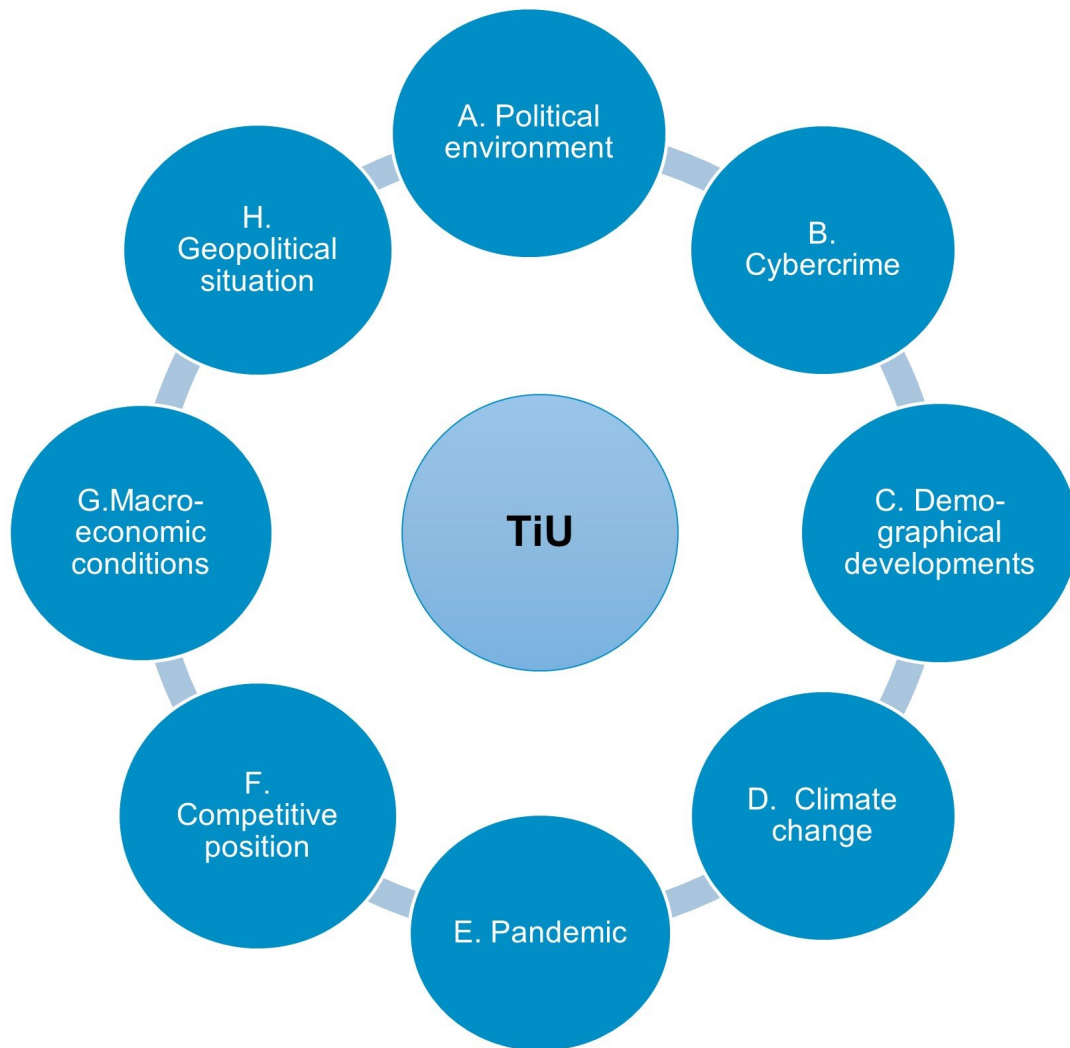 A. Political
environment
B.
Cybercrime
C. Demo-
graphical
developments
D.  Climate
change
E. Pandemic
F.
Competitive
position
G.Macro-
economic
conditions
H.
Geopolitical
situation
TiU